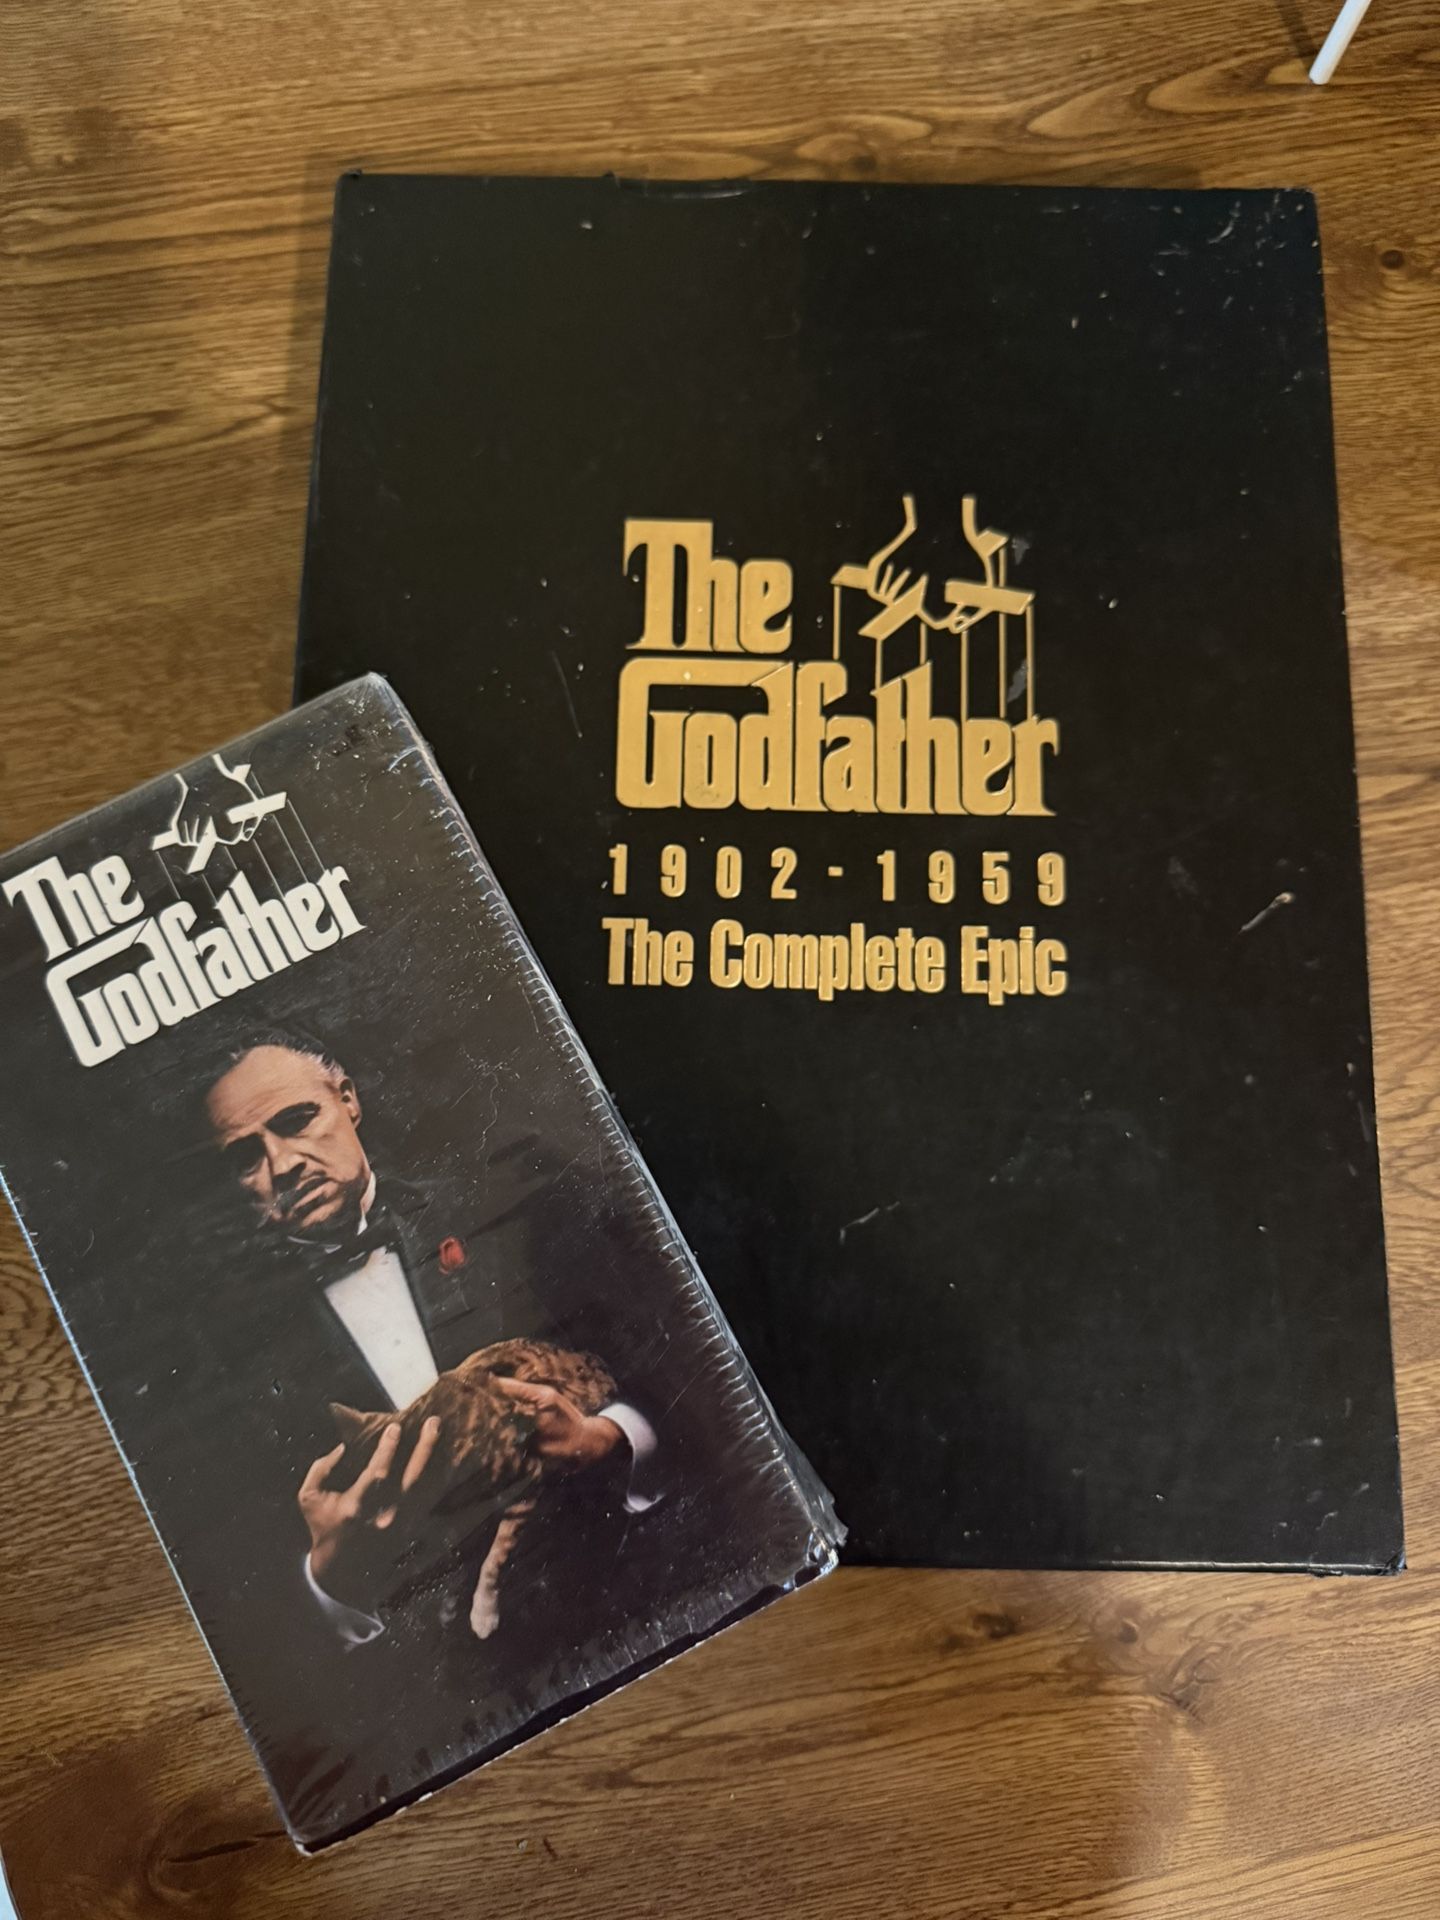 The
Godfather
1902-1959
The Complete Epic
The
Godfather